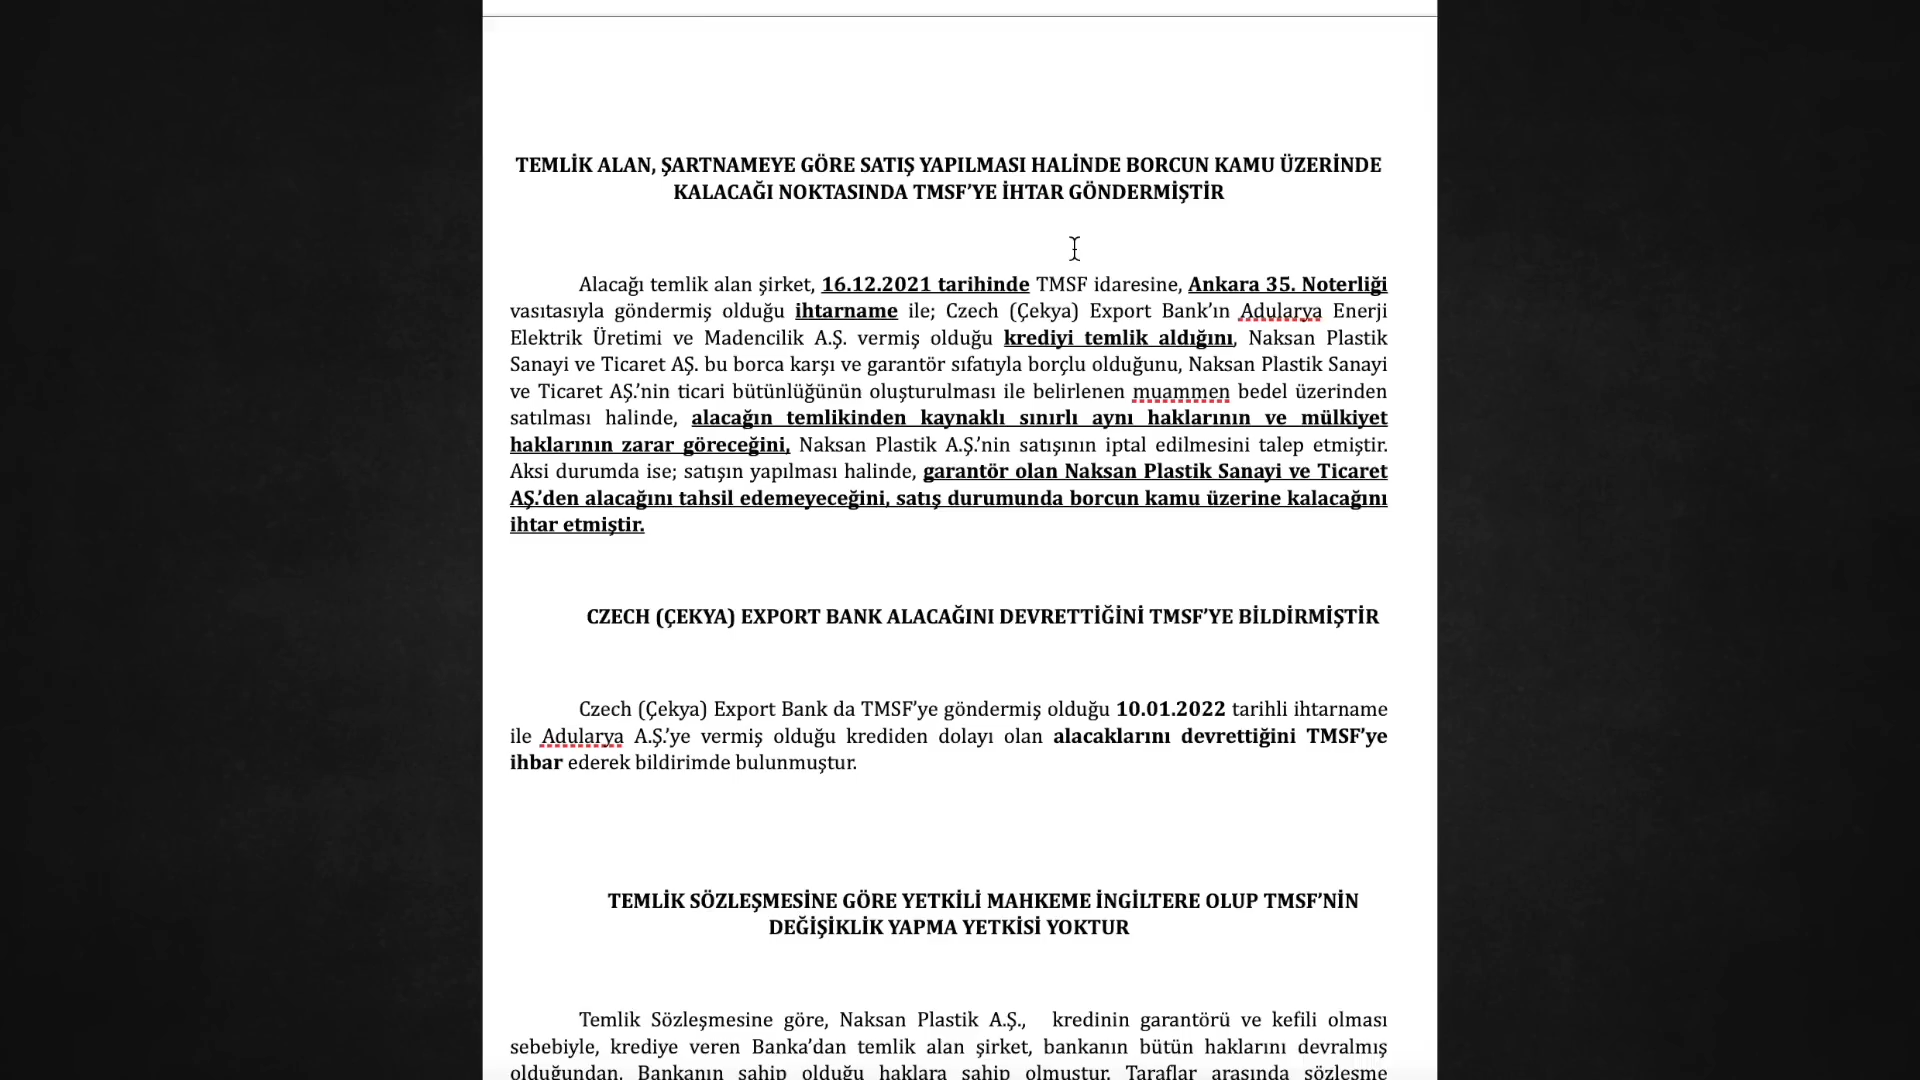 TEMLİK ALAN, ŞARTNAMEYE GÖRE SATIŞ YAPILMASI HALİNDE BORCUN KAMU ÜZERİNDE
KALACAĞI NOKTASINDA TMSF’YE İHTAR GÖNDERMİŞTİR
Alacağı temlik alan şirket, 16.12.2021 tarihinde TMSF idaresine, Ankara 35. Noterliği
vasıtasıyla göndermiş olduğu ihtarname ile; Czech (Çekya) Export Bank’ın Adularya Enerji
Elektrik Üretimi ve Madencilik A.Ş. vermiş olduğu krediyi temlik aldığını, Naksan Plastik
Sanayi ve Ticaret AŞ. bu borca karşı ve garantör sıfatıyla borçlu olduğunu, Naksan Plastik Sanayi
ve Ticaret AŞ.’nin ticari bütünlüğünün oluşturulması ile belirlenen muammen bedel üzerinden
satılması halinde, alacağın temlikinden kaynaklı sınırlı aynı haklarının ve mülkiyet
haklarının zarar göreceğini, Naksan Plastik A.Ş.’nin satışının iptal edilmesini talep etmiştir.
Aksi durumda ise; satışın yapılması halinde, garantör olan Naksan Plastik Sanayi ve Ticaret
AŞ.’den alacağını tahsil edemeyeceğini, satış durumunda borcun kamu üzerine kalacağını
ihtar etmiştir.
CZECH (ÇEKYA) EXPORT BANK ALACAĞINI DEVRETTİĞİNİ TMSF’YE BİLDİRMİŞTİR
Czech (Çekya) Export Bank da TMSF’ye göndermiş olduğu 10.01.2022 tarihli ihtarname
ile Adularya A.Ş.’ye vermiş olduğu krediden dolayı olan alacaklarını devrettiğini TMSF’ye
ihbar ederek bildirimde bulunmuştur.
TEMLİK SÖZLEŞMESİNE GÖRE YETKİLİ MAHKEME İNGİLTERE OLUP TMSF’NİN
DEĞİŞİKLİK YAPMA YETKİSİ YOKTUR
Temlik Sözleşmesine göre, Naksan Plastik A.Ş., kredinin garantörü ve kefili olması
sebebiyle, krediye veren Banka’dan temlik alan şirket, bankanın bütün haklarını devralmış
olduğundan, Bankanın sahip olduğu haklara sahip olmuştur. Taraflar arasında sözleşme